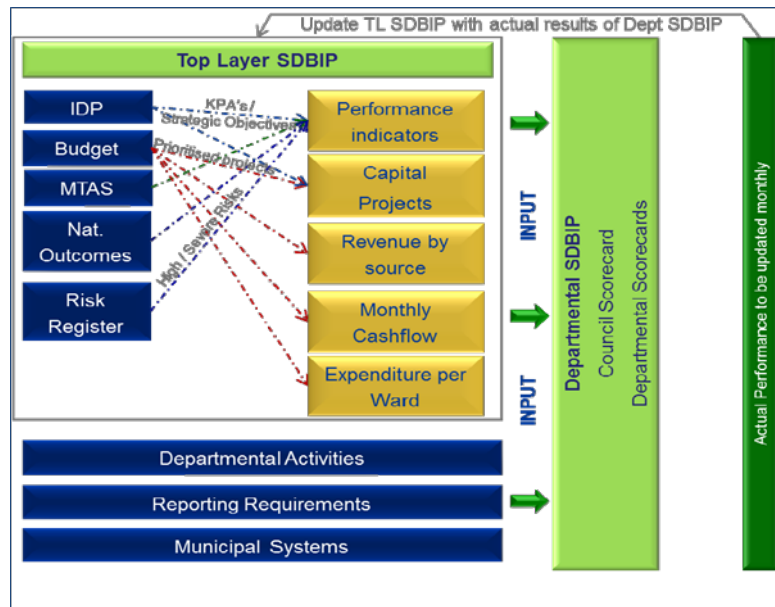 Update TL SDBIP with actual results of Dept SDBIP
Top Layer SDBIP
IDP
Budget
MTAS
Nat.
Outcomes
Risk
Register
KPA's /
Strategic Objectives
Prioritised projects
High / Severe Risks
Performance
indicators
Capital
Projects
Revenue by
source
Monthly
Cashflow
Expenditure per
Ward
INPUT
INPUT
Departmental SDBIP
Council Scorecard
Departmental Scorecards
Actual Performance to be updated monthly
Departmental Activities
Reporting Requirements
Municipal Systems